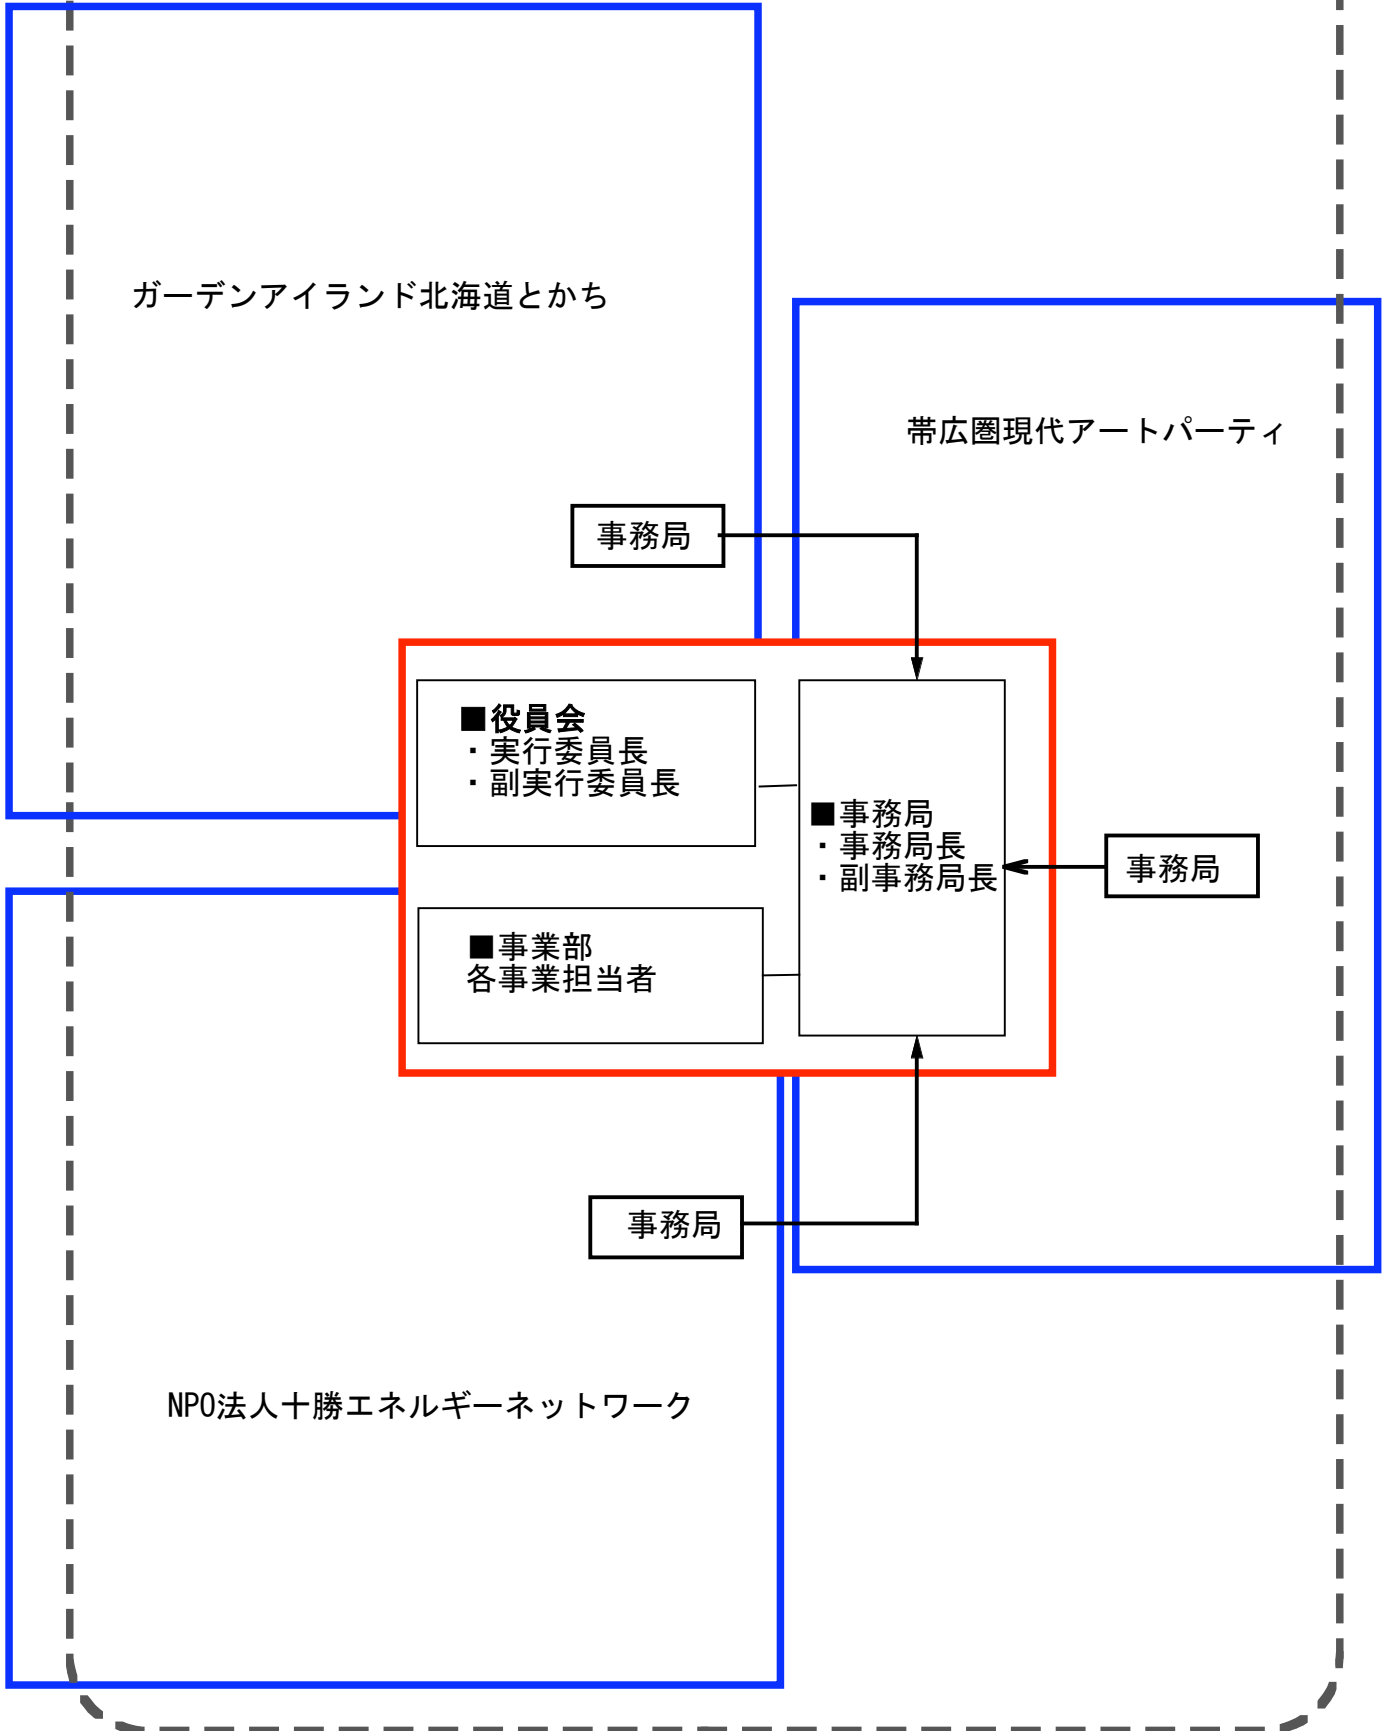 ガーデンアイランド北海道とかち
帯広圏現代アートパーティ
事務局
■役員会
・実行委員長
・副実行委員長
■事務局
・事務局長
・副事務局長
事務局
■事業部
各事業担当者
事務局
NPO法人十勝エネルギーネットワーク